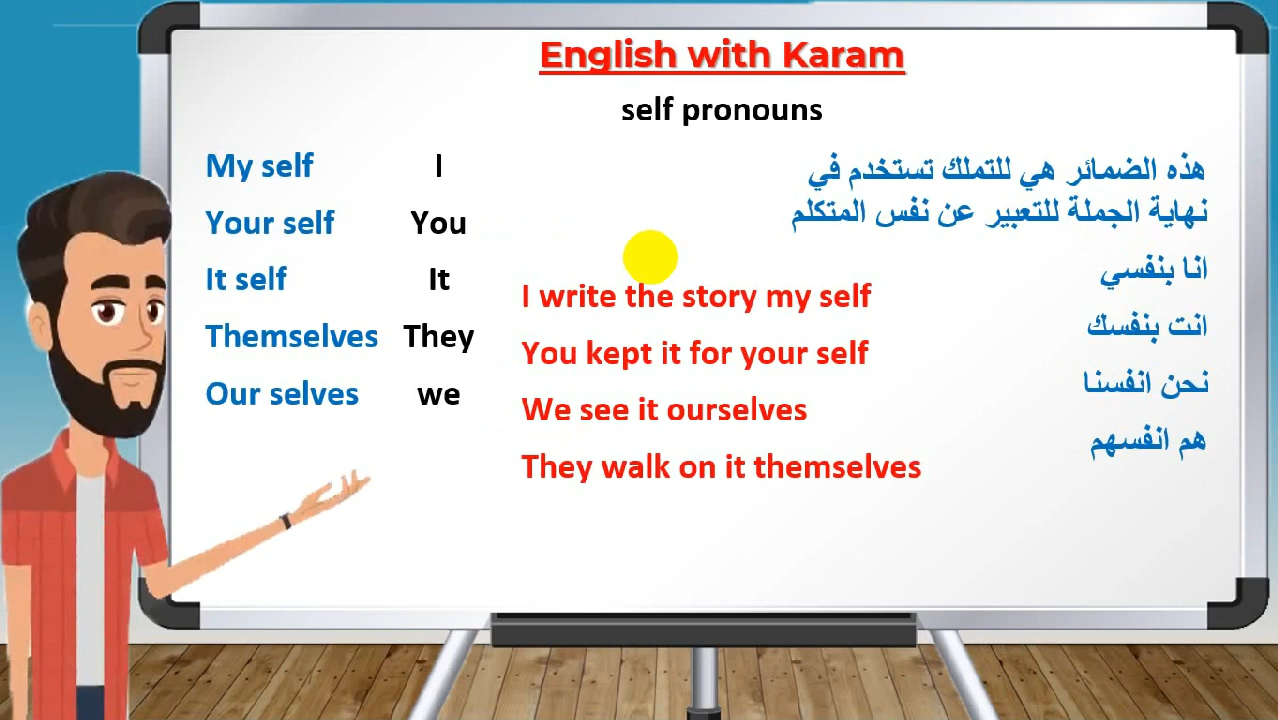 English with Karam
self pronouns
My self I
Your self You
It self It
Themselves They
Our selves we
هذه الضمائر هي للتملك تستخدم في
نهاية الجملة للتعبير عن نفس المتكلم
انا بنفسي
انت بنفسك
نحن انفسنا
هم انفسهم
I write the story my self
You kept it for your self
We see it ourselves
They walk on it themselves